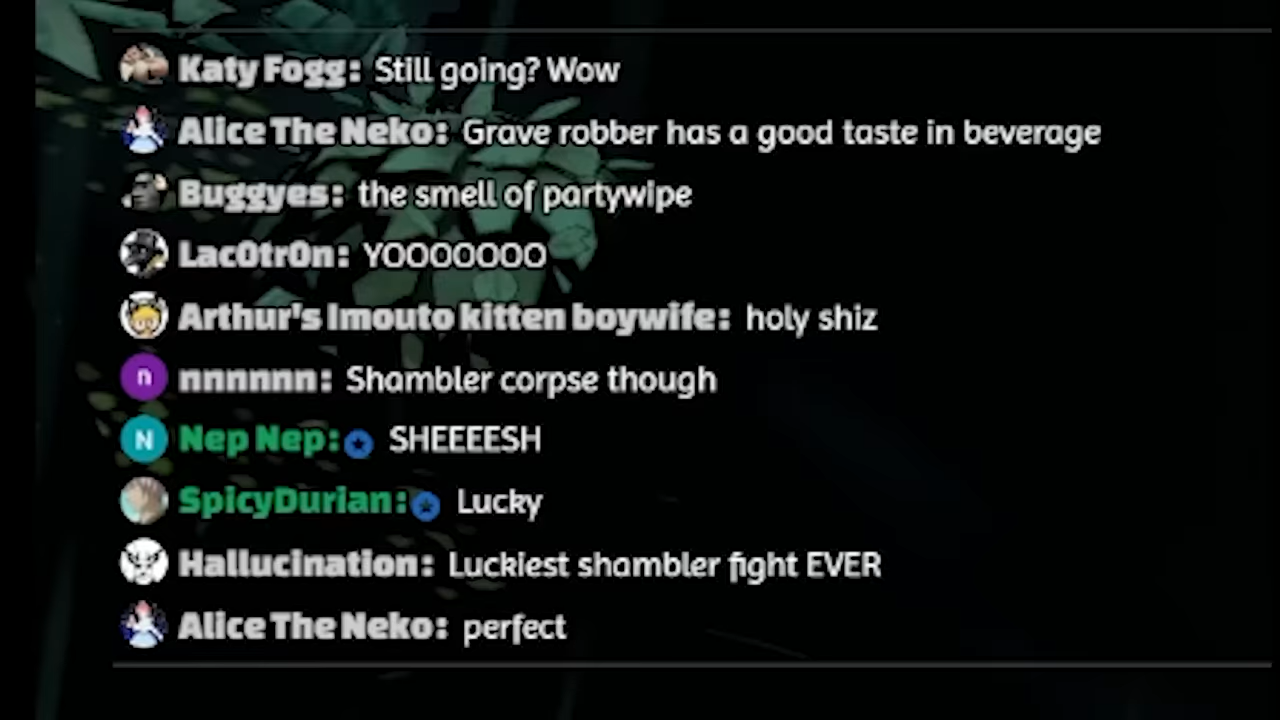 Katy Fogg: Still going? Wow
Alice The Neko: Grave robber has a good taste in beverage
Buggyes: the smell of partywipe
Lac0tr0n: YOOOOOOO
Arthur's Imouto kitten boywife: holy shiz
n nnnnnn: Shambler corpse though
N Nep Nep: SHEEEESH
SpicyDurian: Lucky
Hallucination: Luckiest shambler fight EVER
Alice The Neko: perfect